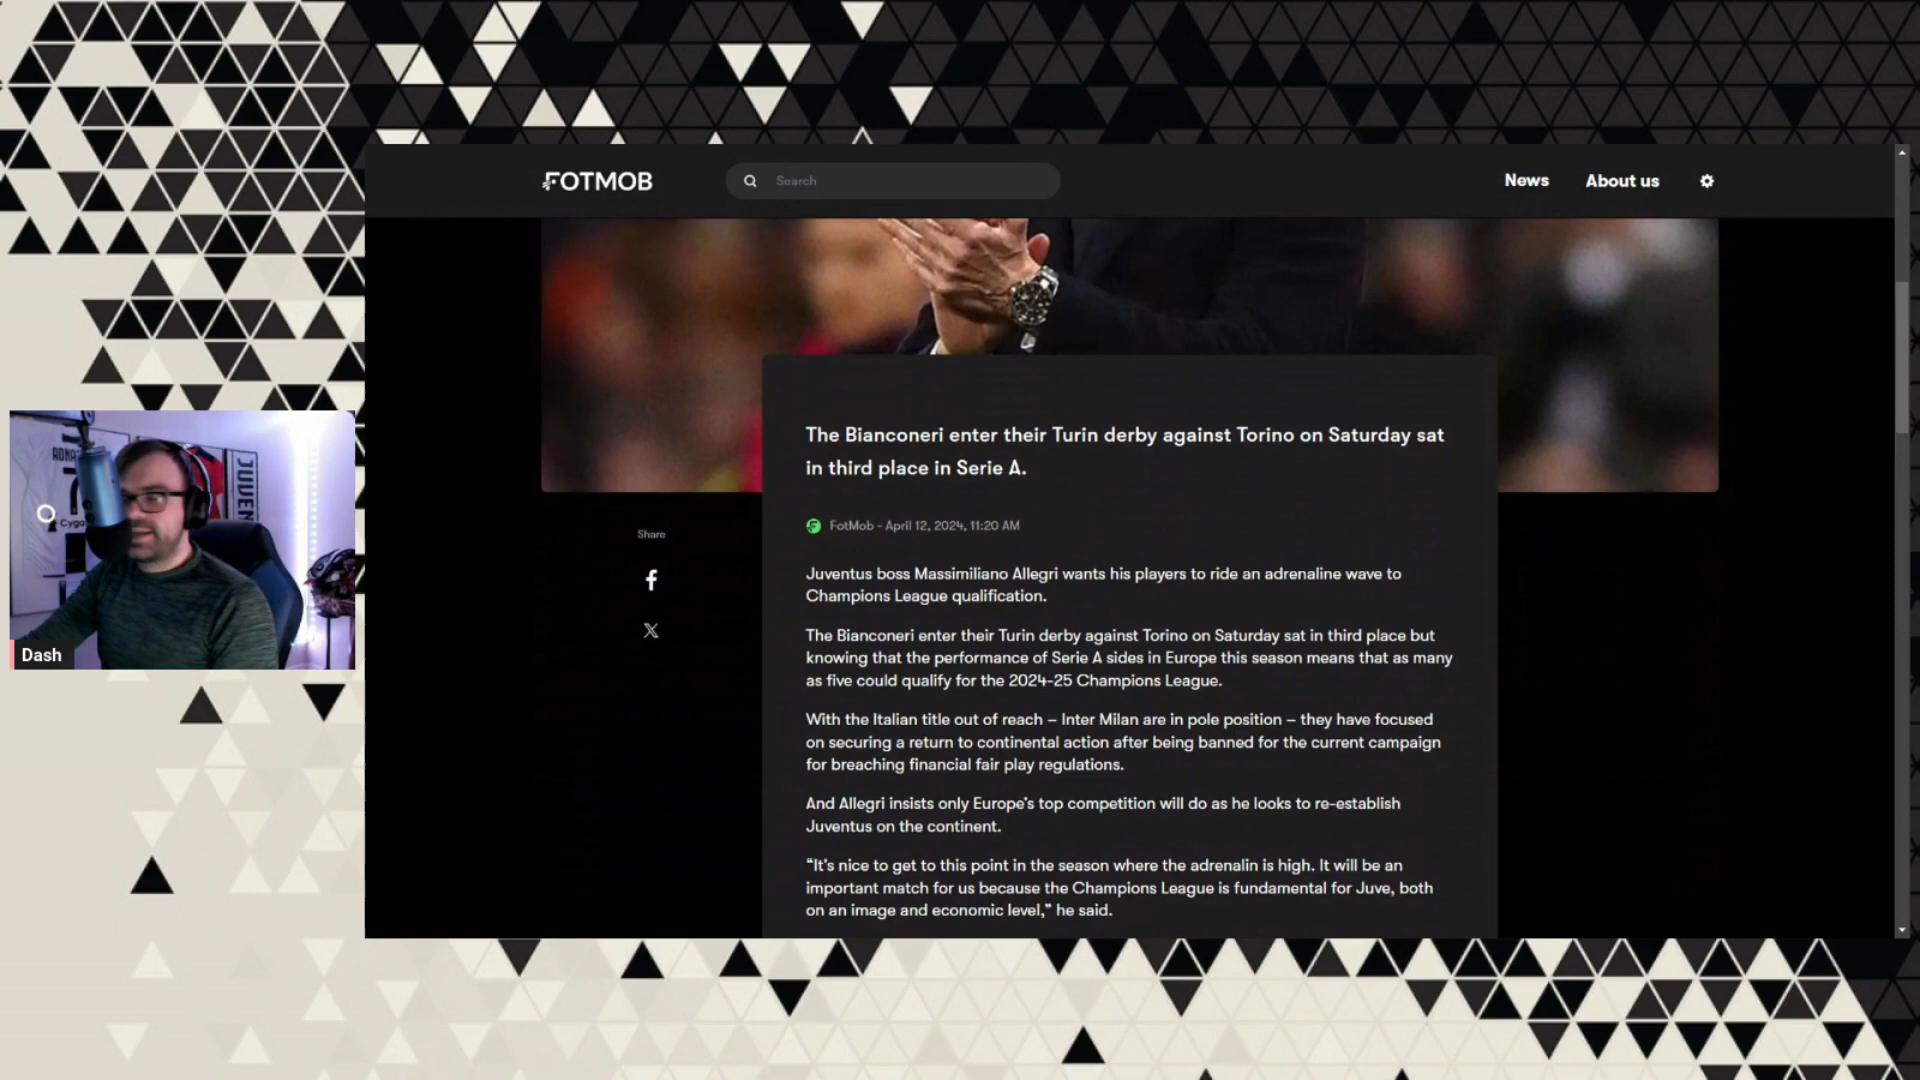 FOTMOB
Search
News
About us
The Bianconeri enter their Turin derby against Torino on Saturday sat
in third place in Serie A.
FotMob - April 12, 2024, 11:20 AM
Share
Juventus boss Massimiliano Allegri wants his players to ride an adrenaline wave to
Champions League qualification.
The Bianconeri enter their Turin derby against Torino on Saturday sat in third place but
knowing that the performance of Serie A sides in Europe this season means that as many
as five could qualify for the 2024-25 Champions League.
With the Italian title out of reach – Inter Milan are in pole position – they have focused
on securing a return to continental action after being banned for the current campaign
for breaching financial fair play regulations.
And Allegri insists only Europe’s top competition will do as he looks to re-establish
Juventus on the continent.
“It’s nice to get to this point in the season where the adrenalin is high. It will be an
important match for us because the Champions League is fundamental for Juve, both
on an image and economic level,” he said.
Dash